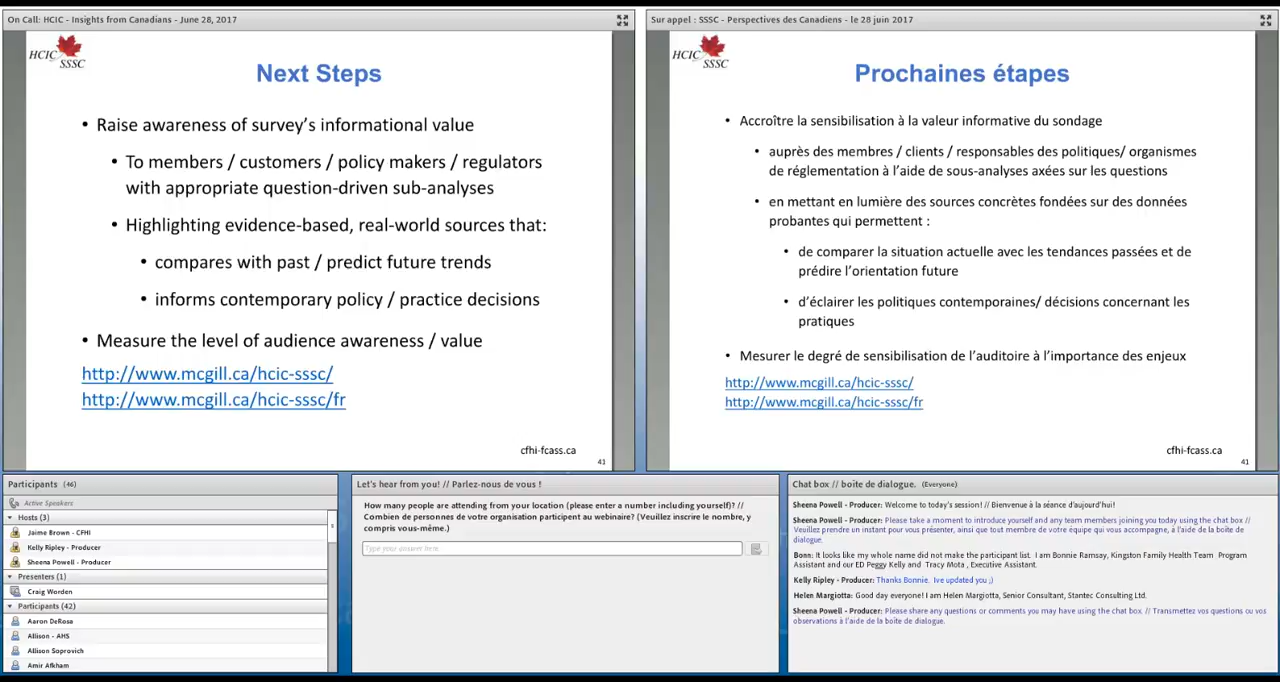 On Call: HCIC - Insights from Canadians - June 28, 2017
HCIC
SSSC
Next Steps
• Raise awareness of survey's informational value
• To members / customers / policy makers / regulators
with appropriate question-driven sub-analyses
• Highlighting evidence-based, real-world sources that:
• compares with past / predict future trends
• informs contemporary policy / practice decisions
• Measure the level of audience awareness / value
http://www.mcgill.ca/hcic-sssc/
http://www.mcgill.ca/hcic-sssc/fr
cfhi-fcass.ca
41
Sur appel : SSSC - Perspectives des Canadiens - le 28 juin 2017
HCIC
SSSC
Prochaines étapes
• Accroître la sensibilisation à la valeur informative du sondage
• auprès des membres / clients / responsables des politiques/ organismes
de réglementation à l'aide de sous-analyses axées sur les questions
• en mettant en lumière des sources concrètes fondées sur des données
probantes qui permettent :
• de comparer la situation actuelle avec les tendances passées et de
prédire l'orientation future
• d'éclairer les politiques contemporaines/ décisions concernant les
pratiques
• Mesurer le degré de sensibilisation de l'auditoire à l'importance des enjeux
http://www.mcgill.ca/hcic-sssc/
http://www.mcgill.ca/hcic-sssc/fr
cfhi-fcass.ca
41
Participants (46)
Active Speakers
Hosts (3)
Jaime Brown - CFHI
Kelly Ripley - Producer
Sheena Powell - Producer
Presenters (1)
Craig Worden
Participants (42)
Aaron DeRosa
Allison - AHS
Allison Soprovich
Amir Afkham
Let's hear from you! // Parlez-nous de vous !
How many people are attending from your location (please enter a number including yourself)? //
Combien de personnes de votre organisation participent au webinaire? (Veuillez inscrire le nombre, y
compris vous-même.)
Type your answer here.
Chat box // boîte de dialogue. (Everyone)
Sheena Powell - Producer: Welcome to today's session! // Bienvenue à la séance d'aujourd'hui!
Sheena Powell - Producer: Please take a moment to introduce yourself and any team members joining you today using the chat box //
Veuillez prendre un instant pour vous présenter, ainsi que tout membre de votre équipe qui vous accompagne, à l'aide de la boîte de
dialogue.
Bonn: It looks like my whole name did not make the participant list. I am Bonnie Ramsay, Kingston Family Health Team Program
Assistant and our ED Peggy Kelly and Tracy Mota , Executive Assistant.
Kelly Ripley - Producer: Thanks Bonnie. Ive updated you ;)
Helen Margiotta: Good day everyone! I am Helen Margiotta, Senior Consultant, Stantec Consulting Ltd.
Sheena Powell - Producer: Please share any questions or comments you may have using the chat box. // Transmettez vos questions ou vos
observations à l'aide de la boîte de dialogue.